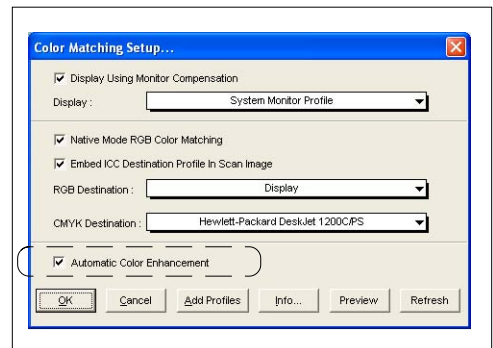 Color Matching Setup...
Display Using Monitor Compensation
Display : System Monitor Profile
Native Mode RGB Color Matching
Embed ICC Destination Profile In Scan Image
RGB Destination : Display
CMYK Destination : Hewlett-Packard DeskJet 1200C/PS
Automatic Color Enhancement
OK Cancel Add Profiles Info... Preview Refresh